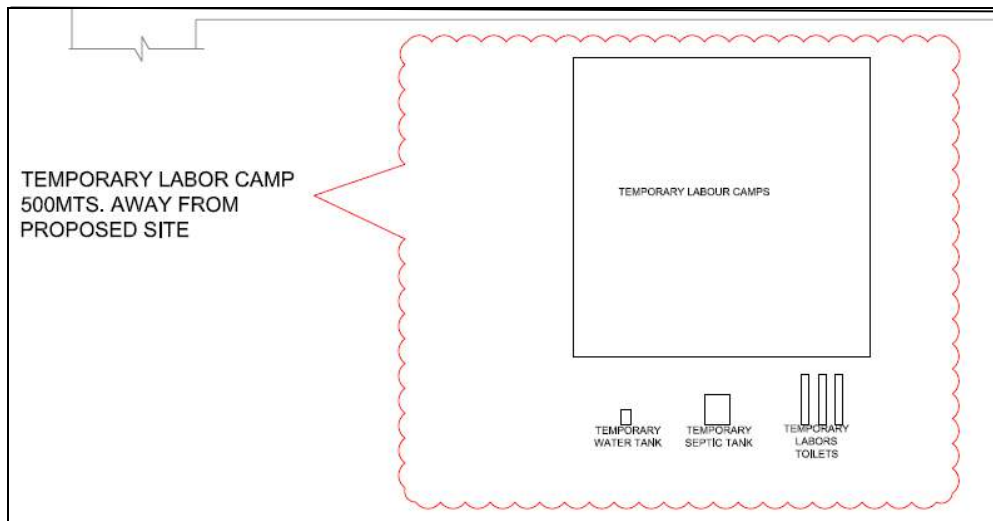 TEMPORARY LABOR CAMP
500MTS. AWAY FROM
PROPOSED SITE
TEMPORARY LABOUR CAMPS
TEMPORARY
WATER TANK
TEMPORARY
SEPTIC TANK
TEMPORARY
LABORS
TOILETS